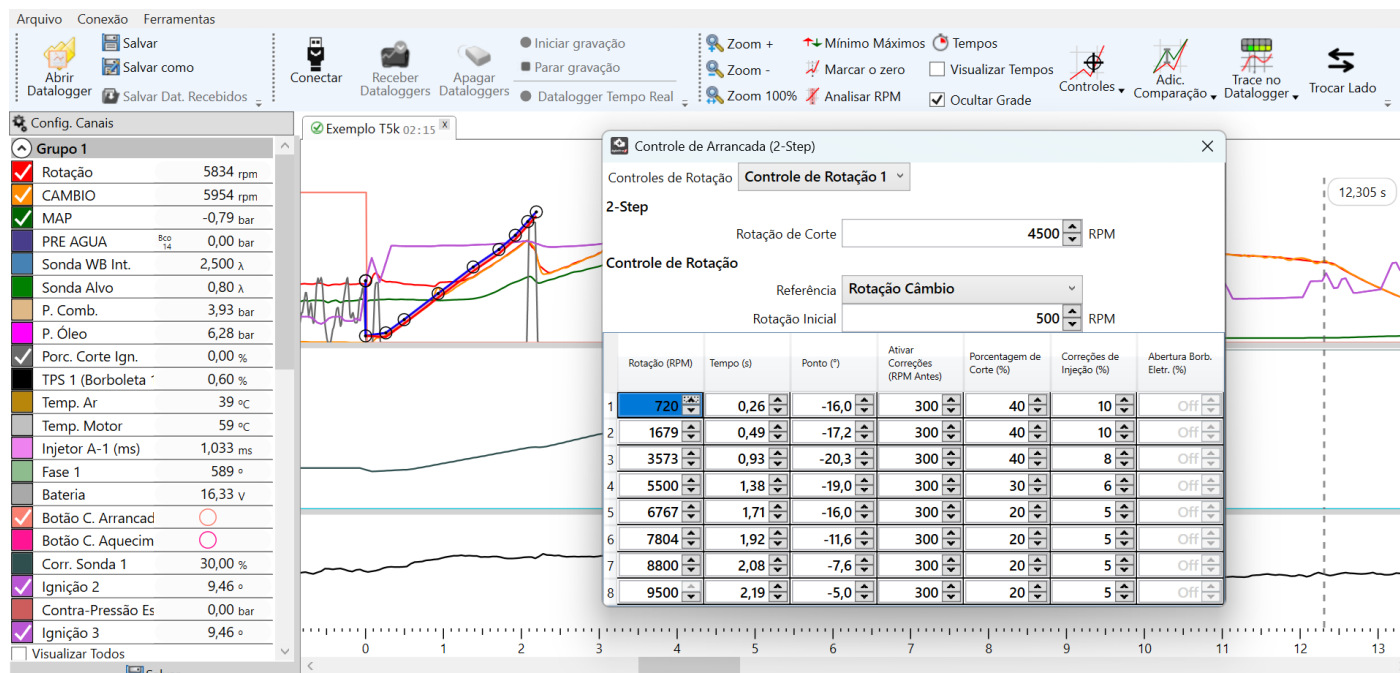 Arquivo Conexão Ferramentas
Abrir Datalogger
Salvar
Salvar como
Salvar Dat. Recebidos
Conectar
Receber Dataloggers
Apagar Dataloggers
Iniciar gravação
Parar gravação
Datalogger Tempo Real
Zoom +
Zoom -
Zoom 100%
Mínimo Máximos
Marcar o zero
Analisar RPM
Tempos
Visualizar Tempos
Ocultar Grade
Controles
Adic. Comparação
Trace no Datalogger
Trocar Lado
Config. Canais
Grupo 1
Rotação 5834 rpm
CAMBIO 5954 rpm
MAP -0,79 bar
PRE AGUA Bco 14 0,00 bar
Sonda WB Int. 2,500 λ
Sonda Alvo 0,80 λ
P. Comb. 3,93 bar
P. Óleo 6,28 bar
Porc. Corte Ign. 0,00 %
TPS 1 (Borboleta 0,60 %
Temp. Ar 39 ºC
Temp. Motor 59 ºC
Injetor A-1 (ms) 1,033 ms
Fase 1 589 º
Bateria 16,33 V
Botão C. Arrancad
Botão C. Aquecim
Corr. Sonda 1 30,00 %
Ignição 2 9,46 º
Contra-Pressão Es 0,00 bar
Ignição 3 9,46 º
Visualizar Todos
Exemplo T5k 02:15 X
12,305 s
Controle de Arrancada (2-Step)
Controles de Rotação Controle de Rotação 1
2-Step
Rotação de Corte 4500 RPM
Controle de Rotação
Referência Rotação Câmbio
Rotação Inicial 500 RPM
Rotação (RPM) Tempo (s) Ponto (°) Ativar Correções (RPM Antes) Porcentagem de Corte (%) Correções de Injeção (%) Abertura Borb. Eletr. (%)
1 720 0,26 -16,0 300 40 10 Off
2 1679 0,49 -17,2 300 40 10 Off
3 3573 0,93 -20,3 300 40 8 Off
4 5500 1,38 -19,0 300 30 6 Off
5 6767 1,71 -16,0 300 20 5 Off
6 7804 1,92 -11,6 300 20 5 Off
7 8800 2,08 -7,6 300 20 5 Off
8 9500 2,19 -5,0 300 20 5 Off
0 1 2 3 4 5 6 7 8 9 10 11 12 13